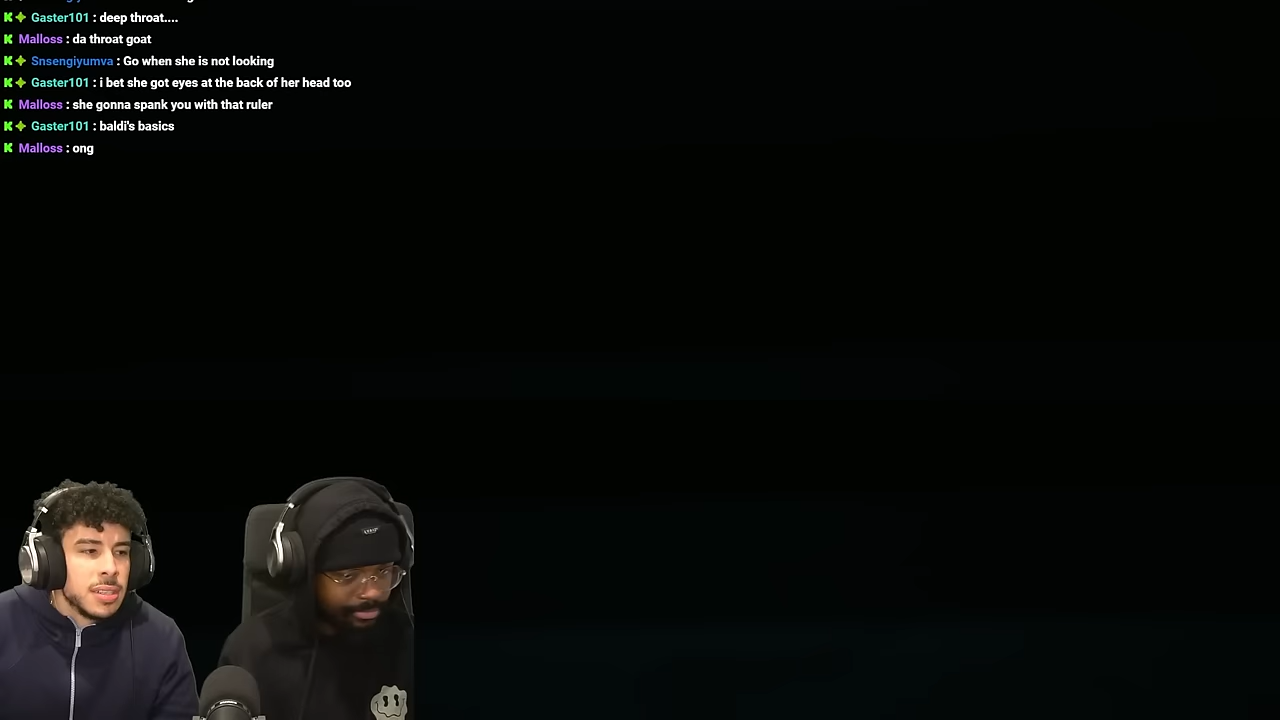 Gaster101 : deep throat....
Malloss : da throat goat
Snsengiyumva : Go when she is not looking
Gaster101 : i bet she got eyes at the back of her head too
Malloss : she gonna spank you with that ruler
Gaster101 : baldi's basics
Malloss : ong